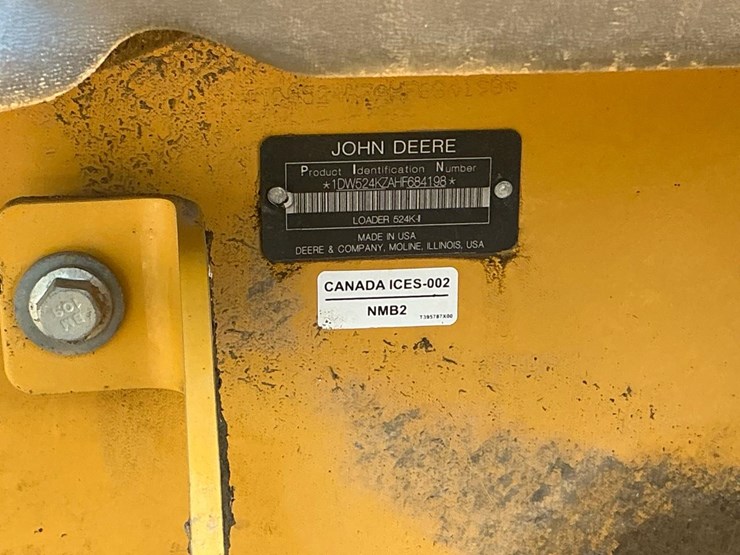 JOHN DEERE
Product Identification Number
*1DW524KZAHF684198*
LOADER 524K-II
MADE IN USA
DEERE & COMPANY, MOLINE, ILLINOIS, USA
CANADA ICES-002
NMB2